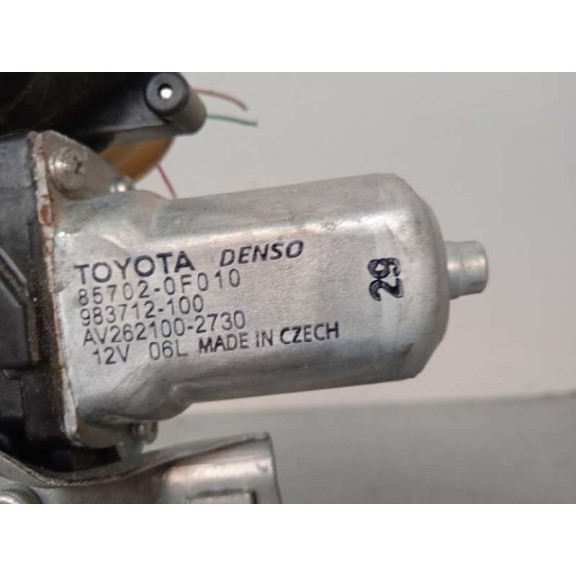 TOYOTA DENSO
85702-0F010
983712-100
AV262100-2730
12V 06L MADE IN CZECH
29